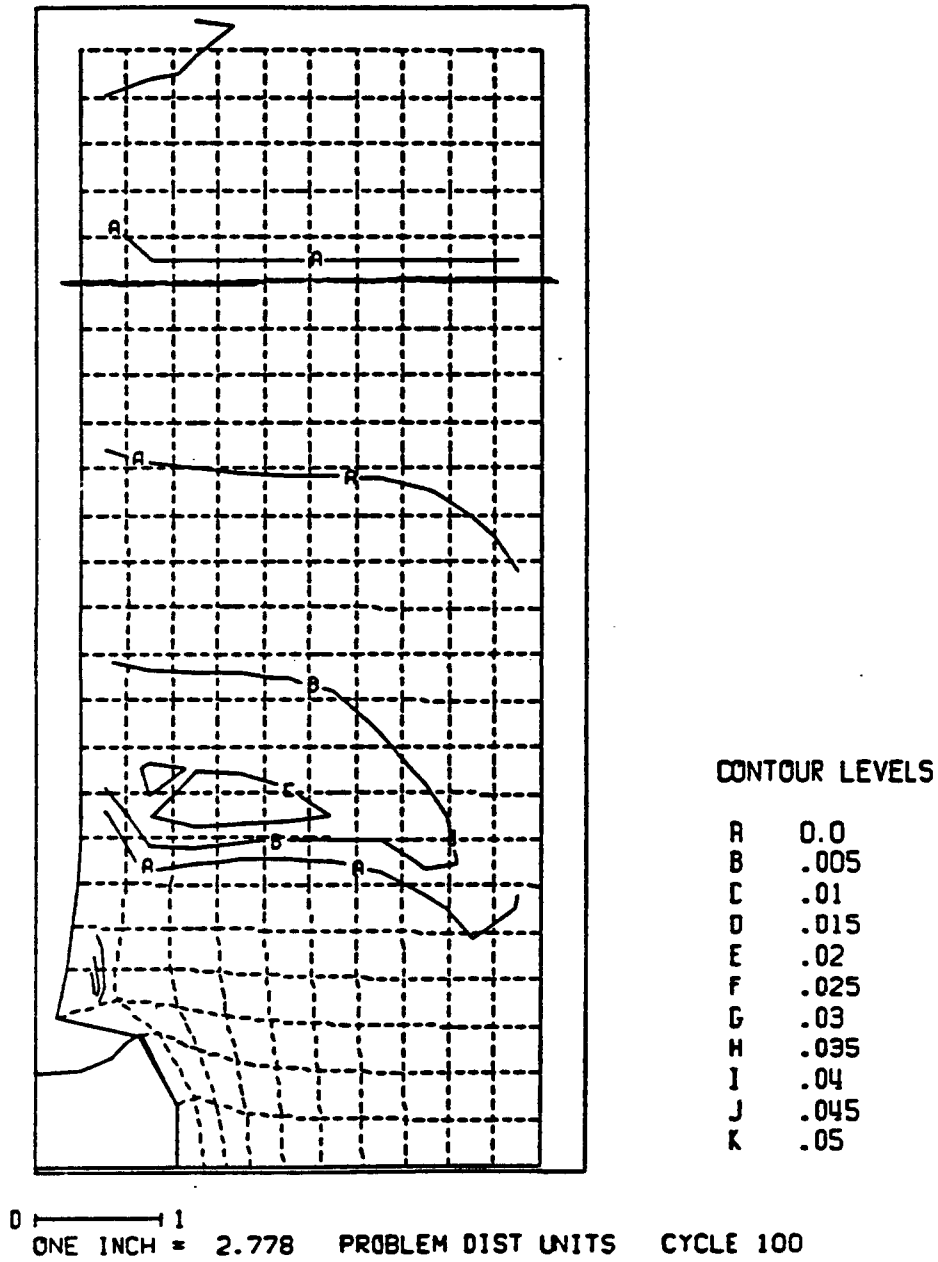 A
A
A
A
B
C
B
A
A
CONTOUR LEVELS
A 0.0
B .005
C .01
D .015
E .02
F .025
G .03
H .035
I .04
J .045
K .05
0 1
ONE INCH = 2.778 PROBLEM DIST UNITS CYCLE 100